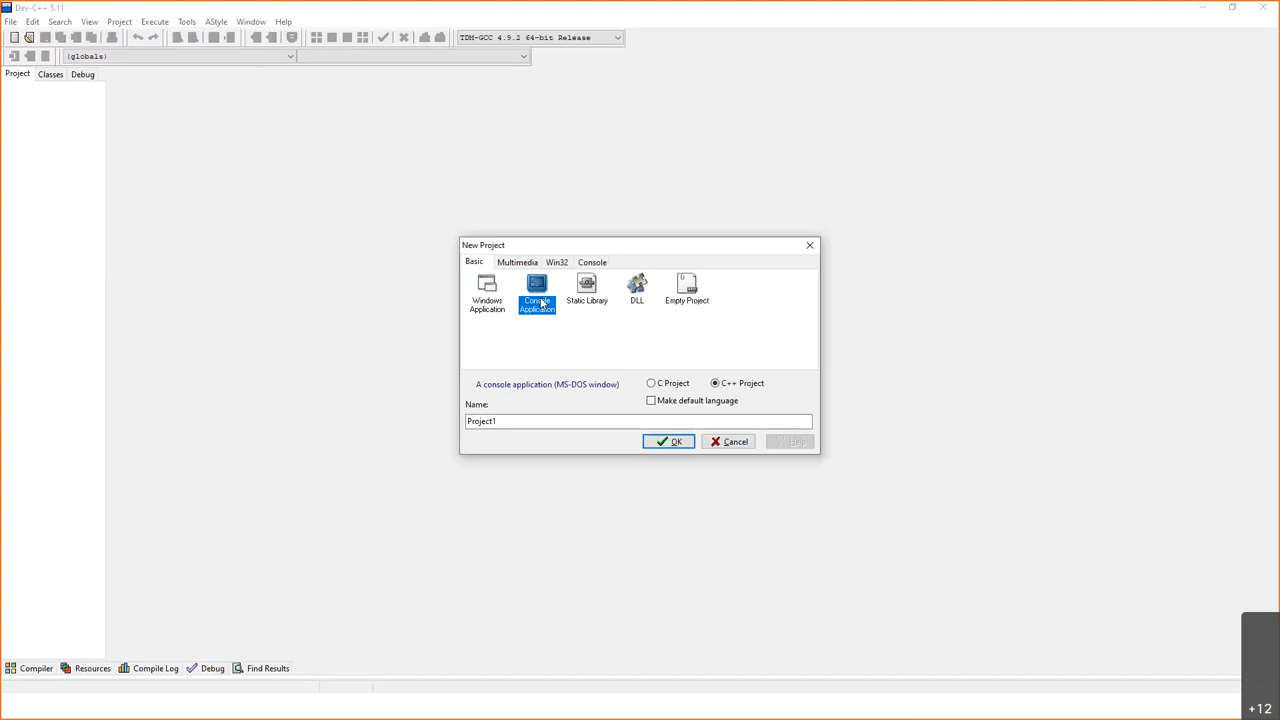 Dev-C++ 5.11
File Edit Search View Project Execute Tools AStyle Window Help
TDM-GCC 4.9.2 64-bit Release
(globals)
Project Classes Debug
New Project
Basic Multimedia Win32 Console
Windows Application
Console Application
Static Library
DLL
Empty Project
A console application (MS-DOS window)
C Project C++ Project
Make default language
Name:
Project1
OK Cancel Help
Compiler Resources Compile Log Debug Find Results
+12